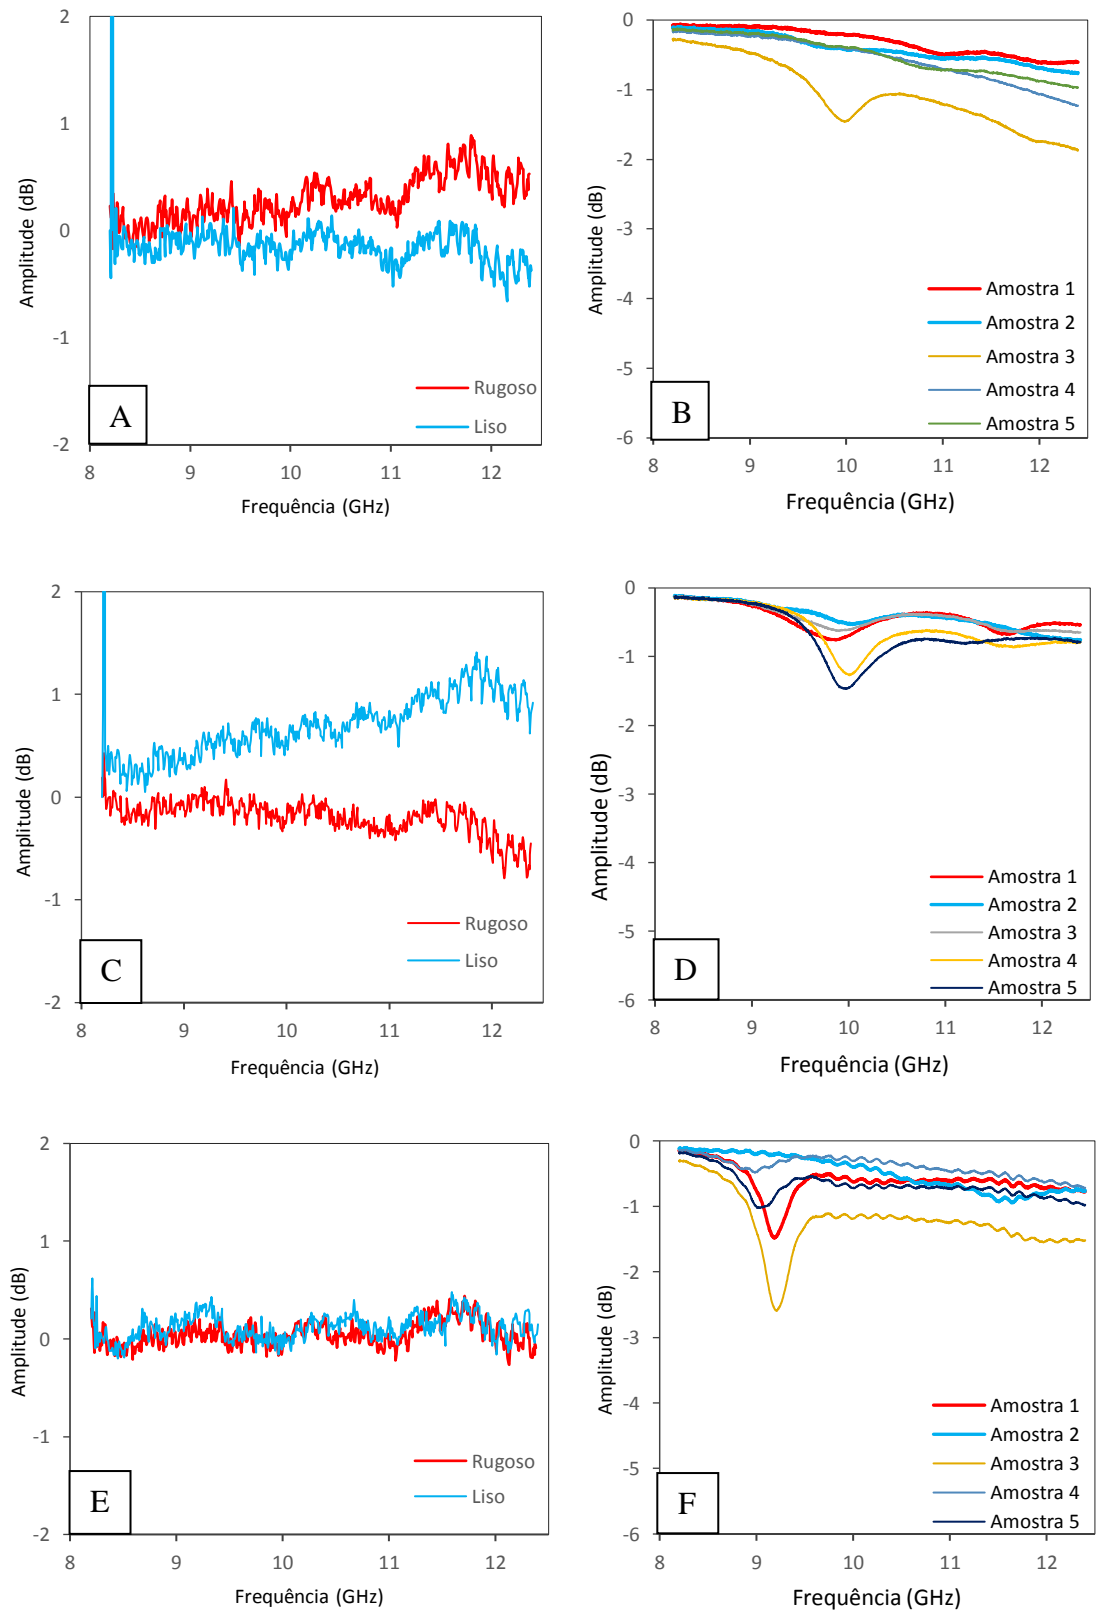 2
1
0
-1
-2
8
9
10
11
12
Amplitude (dB)
Frequência (GHz)
Rugoso
Liso
A
0
-1
-2
-3
-4
-5
-6
8
9
10
11
12
Amplitude (dB)
Frequência (GHz)
Amostra 1
Amostra 2
Amostra 3
Amostra 4
Amostra 5
B
2
1
0
-1
-2
8
9
10
11
12
Amplitude (dB)
Frequência (GHz)
Rugoso
Liso
C
0
-1
-2
-3
-4
-5
-6
8
9
10
11
12
Amplitude (dB)
Frequência (GHz)
Amostra 1
Amostra 2
Amostra 3
Amostra 4
Amostra 5
D
2
1
0
-1
-2
8
9
10
11
12
Amplitude (dB)
Frequência (GHz)
Rugoso
Liso
E
0
-1
-2
-3
-4
-5
-6
8
9
10
11
12
Amplitude (dB)
Frequência (GHz)
Amostra 1
Amostra 2
Amostra 3
Amostra 4
Amostra 5
F